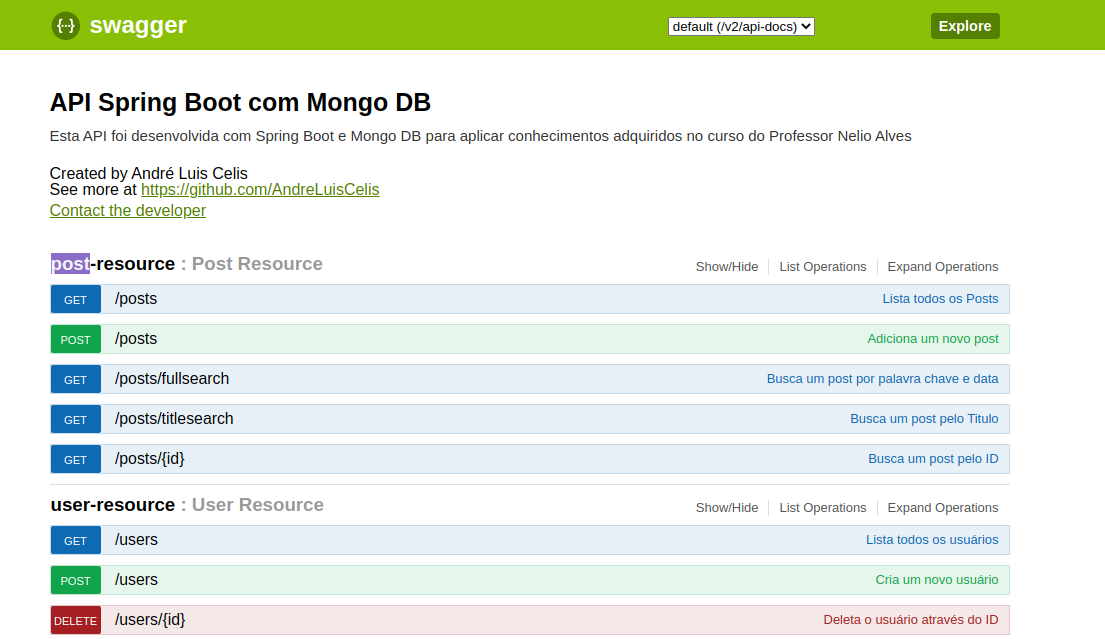 {···} swagger default (/v2/api-docs) Explore
API Spring Boot com Mongo DB
Esta API foi desenvolvida com Spring Boot e Mongo DB para aplicar conhecimentos adquiridos no curso do Professor Nelio Alves
Created by André Luis Celis
See more at https://github.com/AndreLuisCelis
Contact the developer
post-resource : Post Resource Show/Hide List Operations Expand Operations
GET /posts Lista todos os Posts
POST /posts Adiciona um novo post
GET /posts/fullsearch Busca um post por palavra chave e data
GET /posts/titlesearch Busca um post pelo Titulo
GET /posts/{id} Busca um post pelo ID
user-resource : User Resource Show/Hide List Operations Expand Operations
GET /users Lista todos os usuários
POST /users Cria um novo usuário
DELETE /users/{id} Deleta o usuário através do ID